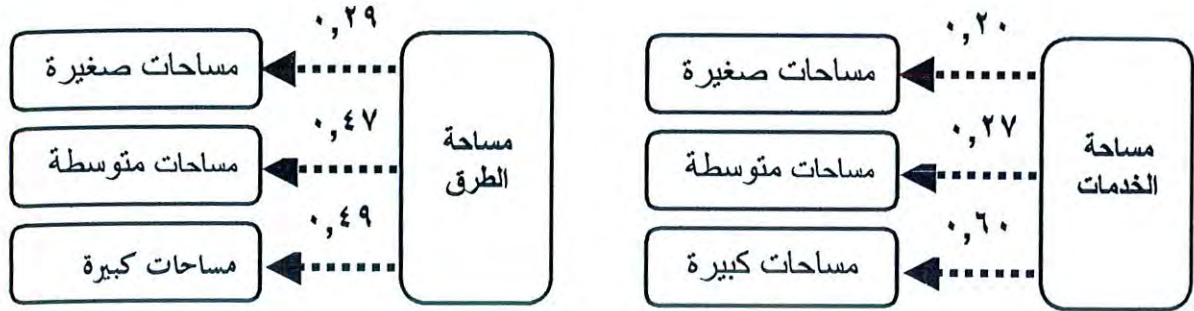 ٠,٢٠
مساحات صغيرة
٠,٢٧
مساحة
الخدمات
مساحات متوسطة
٠,٦٠
مساحات كبيرة
٠,٢٩
مساحات صغيرة
٠,٤٧
مساحة
الطرق
مساحات متوسطة
٠,٤٩
مساحات كبيرة